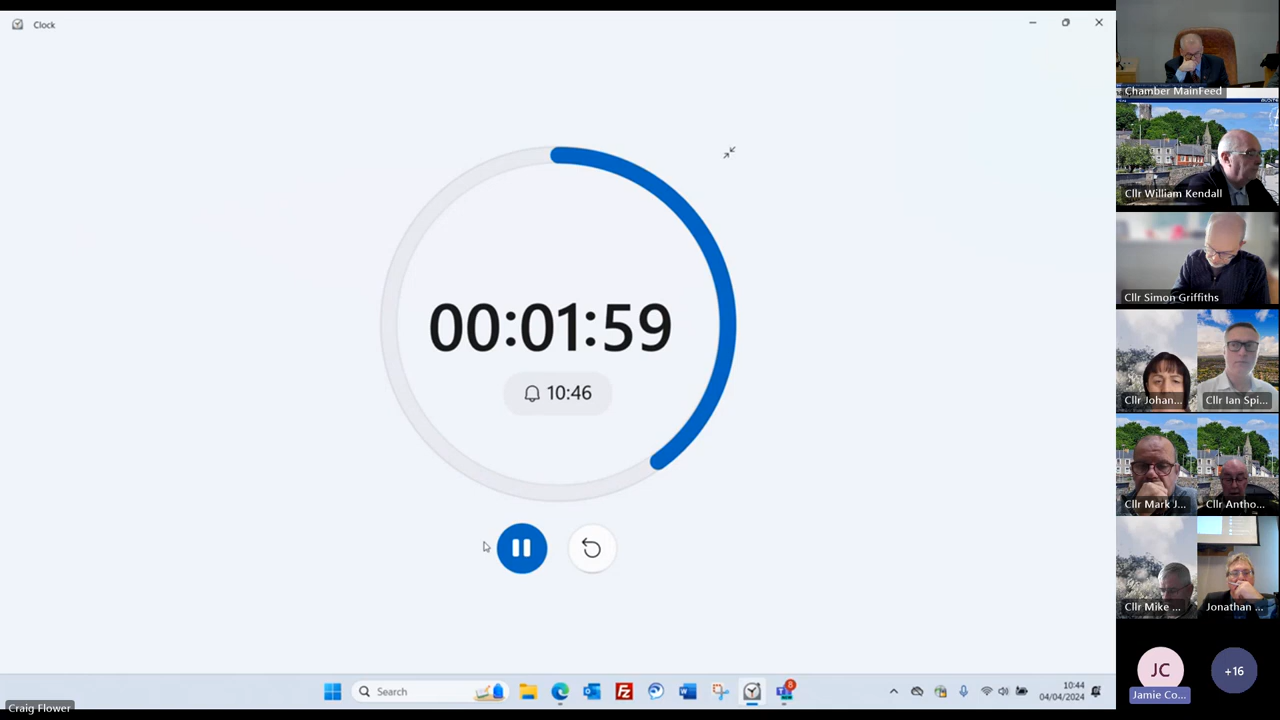 Clock
00:01:59
10:46
Search
8
10:44
04/04/2024
Craig Flower
Chamber MainFeed
Cllr William Kendall
Cllr Simon Griffiths
Cllr Johan...
Cllr Ian Spi...
Cllr Mark J...
Cllr Antho...
Cllr Mike ...
Jonathan ...
JC
+16
Jamie Co...